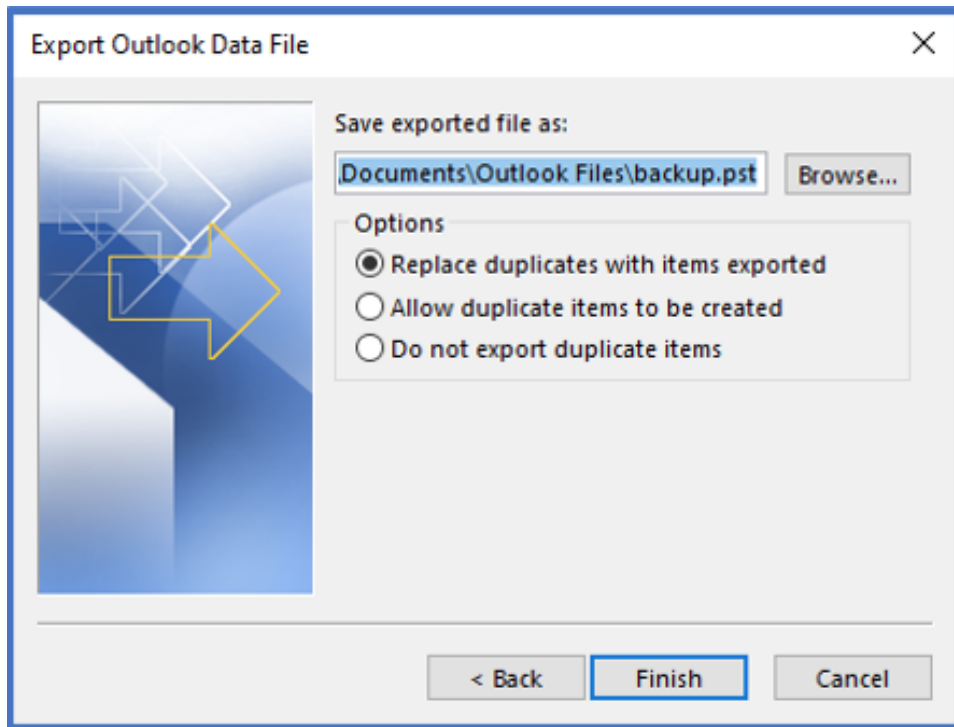 Export Outlook Data File
Save exported file as:
\Documents\Outlook Files\backup.pst
Browse...
Options
Replace duplicates with items exported
Allow duplicate items to be created
Do not export duplicate items
< Back
Finish
Cancel